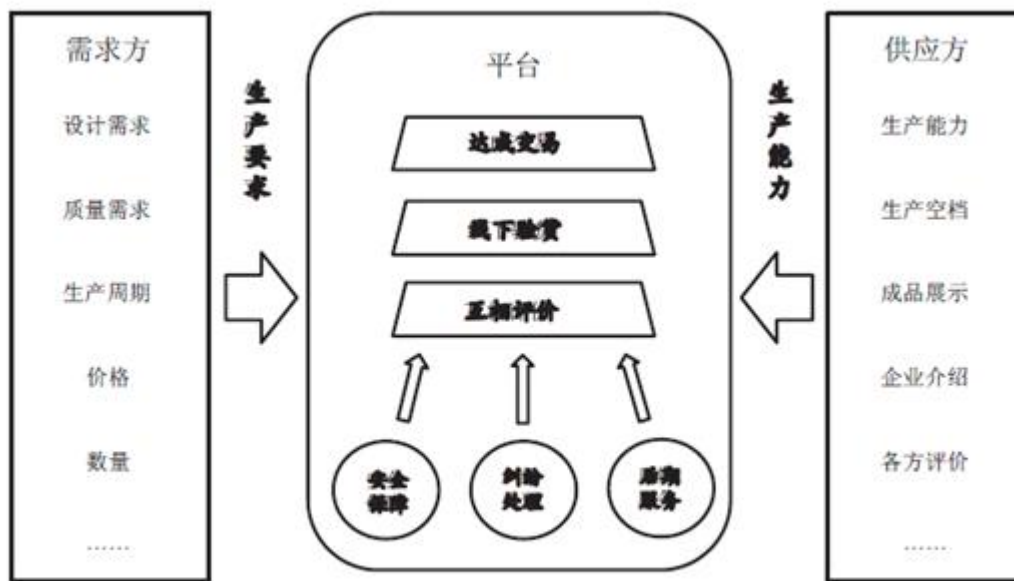 需求方
设计需求
质量需求
生产周期
价格
数量
……
生产要求
平台
达成交易
线下验货
互相评价
安全
保障
纠纷
处理
后期
服务
生产能力
供应方
生产能力
生产空档
成品展示
企业介绍
各方评价
……